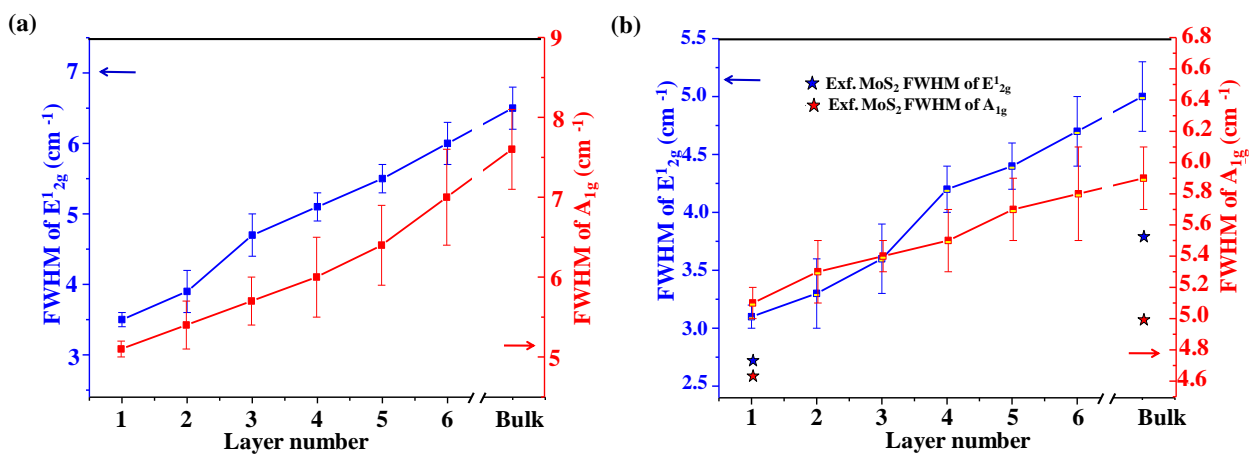 (a)
FWHM of E¹2g (cm⁻¹)
7
6
5
4
3
9
8
7
6
5
FWHM of A1g (cm⁻¹)
1 2 3 4 5 6 Bulk
Layer number
(b)
FWHM of E¹2g (cm⁻¹)
5.5
5.0
4.5
4.0
3.5
3.0
2.5
Exf. MoS2 FWHM of E¹2g
Exf. MoS2 FWHM of A1g
6.8
6.6
6.4
6.2
6.0
5.8
5.6
5.4
5.2
5.0
4.8
4.6
FWHM of A1g (cm⁻¹)
1 2 3 4 5 6 Bulk
Layer number